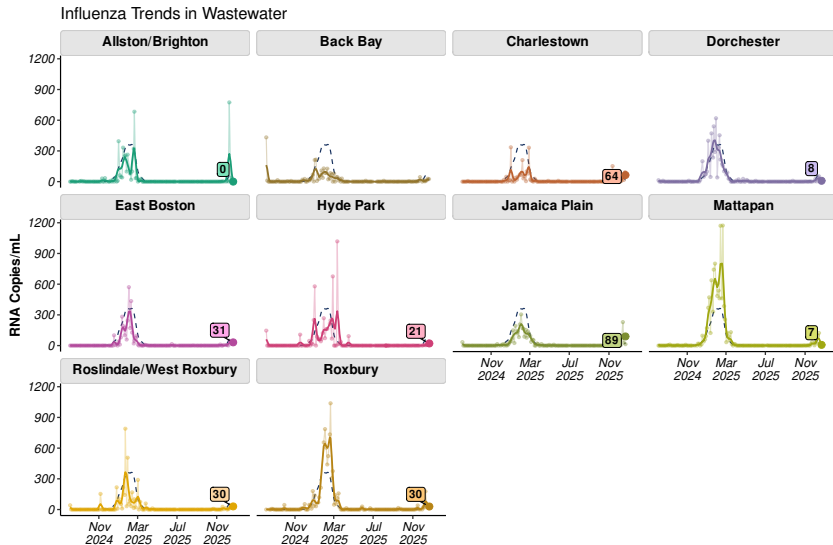 Influenza Trends in Wastewater
Allston/Brighton
Back Bay
Charlestown
Dorchester
1200
900
600
300
0
0
64
8
East Boston
Hyde Park
Jamaica Plain
Mattapan
RNA Copies/mL
1200
900
600
300
0
31
21
89
7
Nov 2024
Mar 2025
Jul 2025
Nov 2025
Nov 2024
Mar 2025
Jul 2025
Nov 2025
Roslindale/West Roxbury
Roxbury
1200
900
600
300
0
30
30
Nov 2024
Mar 2025
Jul 2025
Nov 2025
Nov 2024
Mar 2025
Jul 2025
Nov 2025